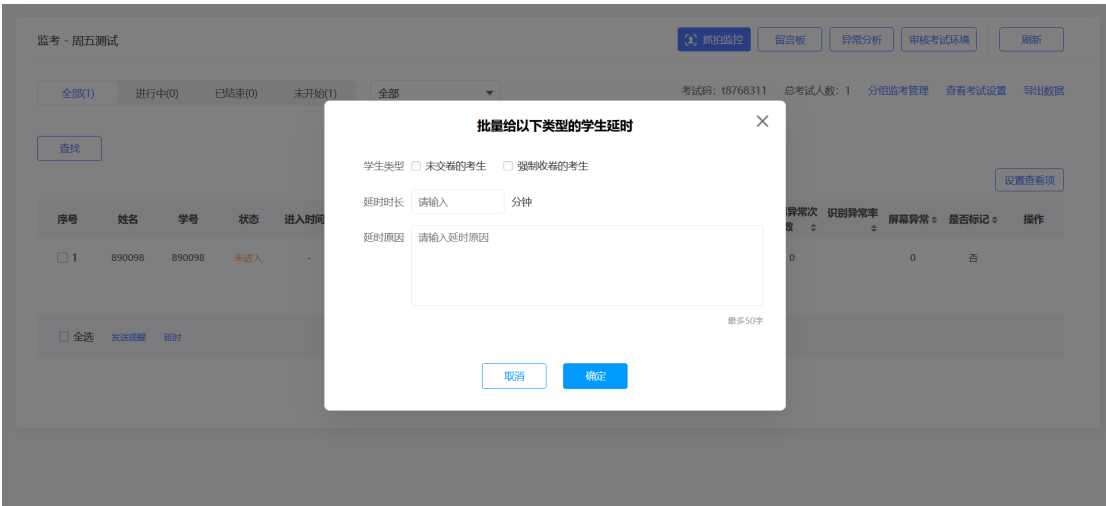 监考 - 周五测试
抓拍监控 留言板 异常分析 审核考试环境 刷新
全部(1) 进行中(0) 已结束(0) 未开始(1) 全部 考试码：t8768311 总考试人数：1 分组监考管理 查看考试设置 导出数据
批量给以下类型的学生延时
查找
学生类型 未交卷的考生 强制收卷的考生
设置查看项
延时时长 请输入 分钟
序号 姓名 学号 状态 进入时间 异常次数 识别异常率 屏幕异常 是否标记 操作
延时原因 请输入延时原因
1 890098 890098 未进入 - 0 0 否
最多50字
全选 发送提醒 延时
取消 确定